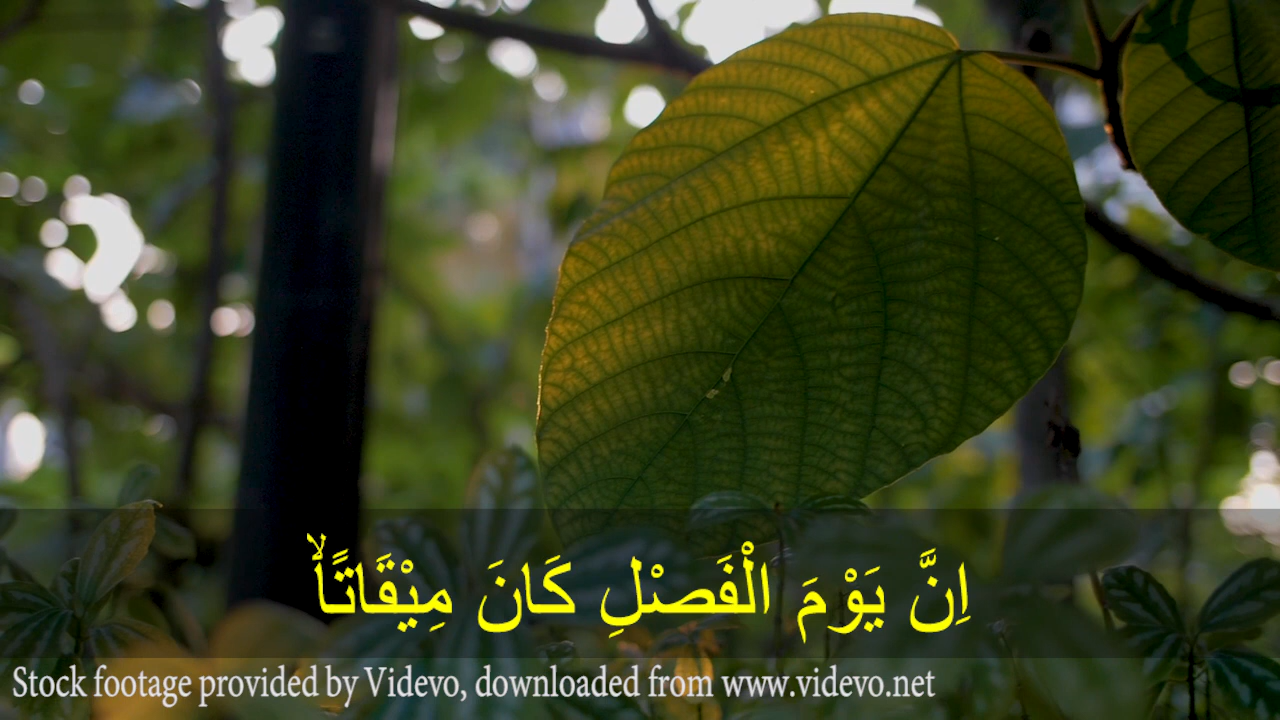 اِنَّ يَوْمَ الْفَصْلِ كَانَ مِيْقَاتًاۙ
Stock footage provided by Videvo, downloaded from www.videvo.net